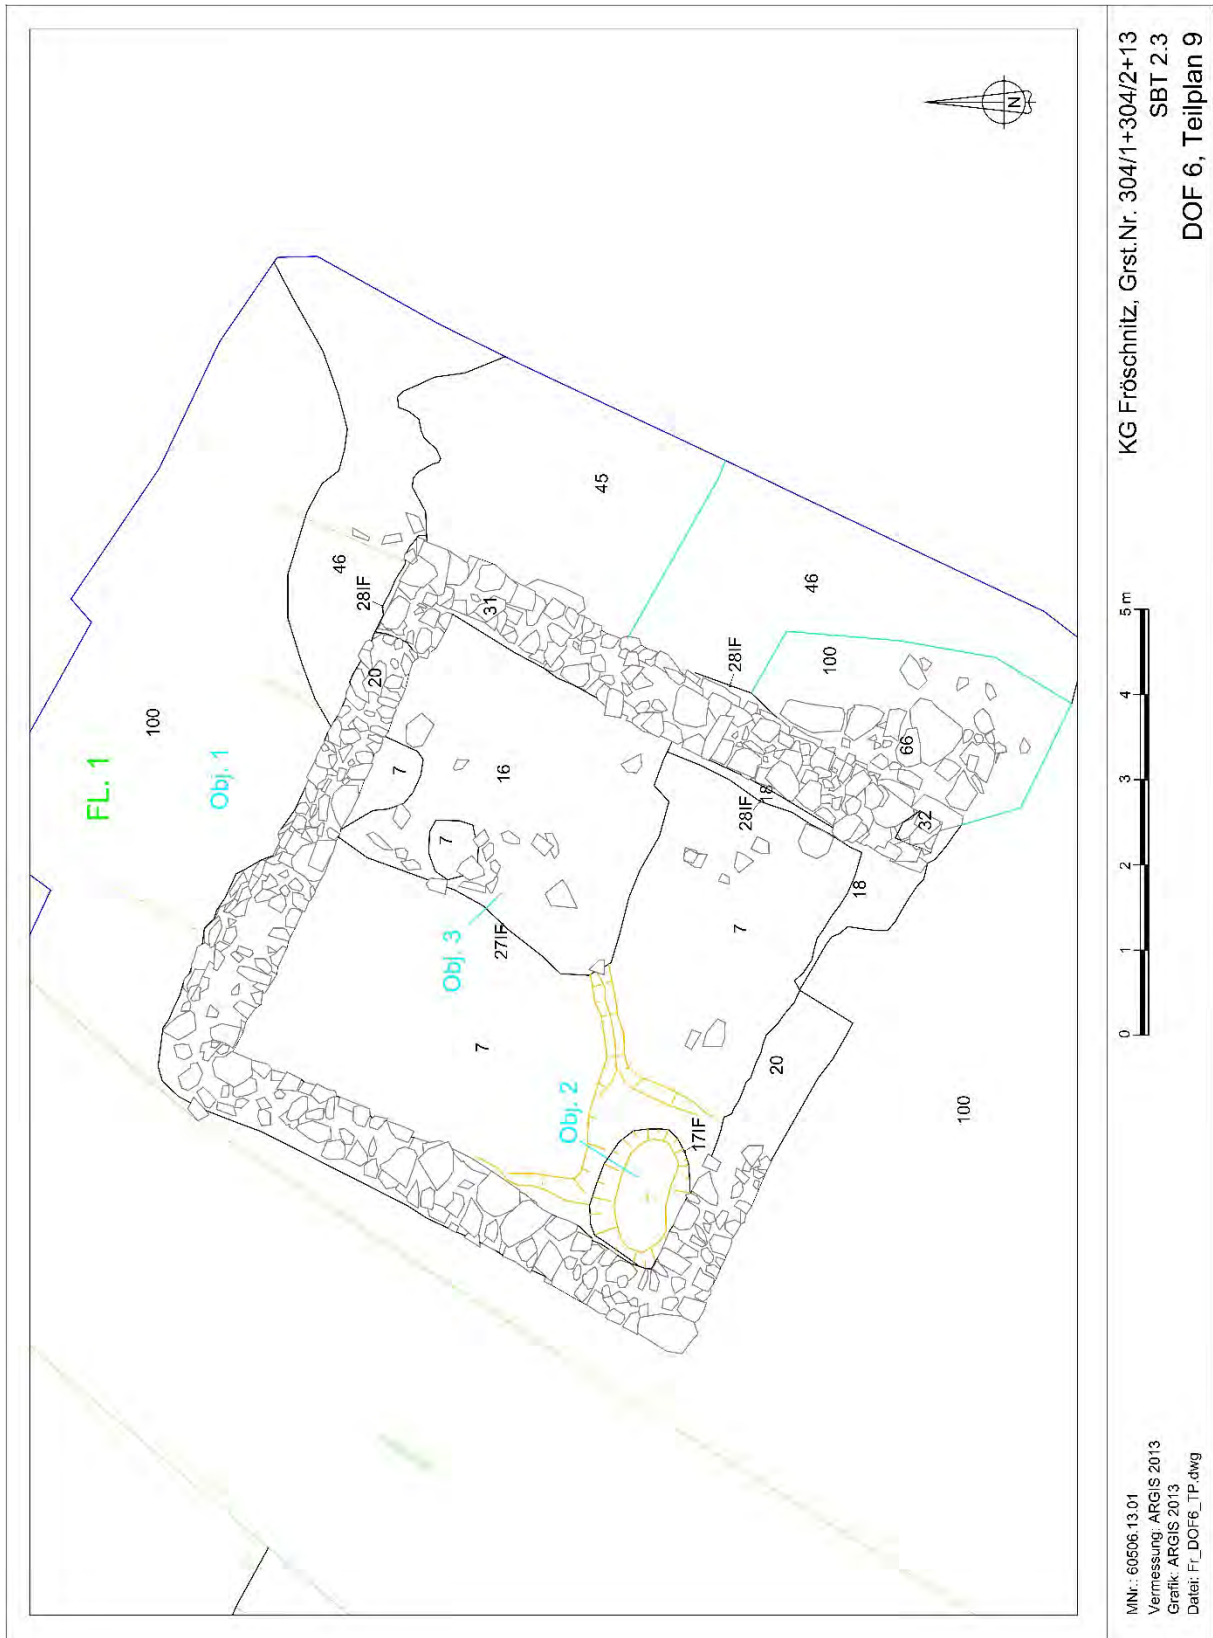 FL. 1
100
Obj. 1
46
28IF
20
31
45
7
16
7
Obj. 3
27IF
7
Obj. 2
17IF
46
28IF
100
66
32
28IF
18
18
7
20
100
N
0 1 2 3 4 5 m
MNr.: 60506.13.01
Vermessung: ARGIS 2013
Grafik: ARGIS 2013
Datei: Fr_DOF6_TP.dwg
KG Fröschnitz, Grst.Nr. 304/1+304/2+13
SBT 2.3
DOF 6, Teilplan 9